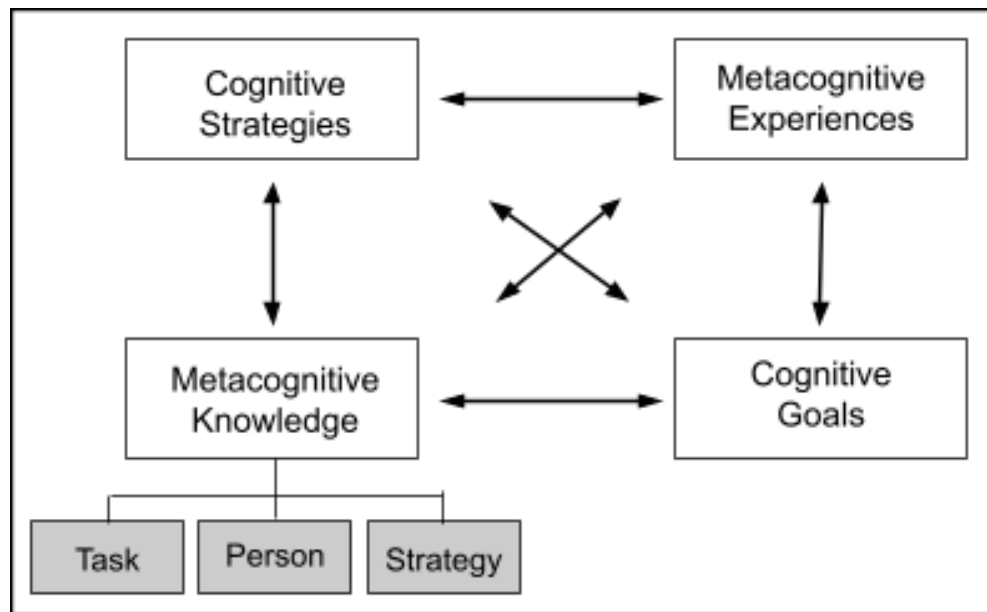 Cognitive
Strategies
Metacognitive
Experiences
Metacognitive
Knowledge
Cognitive
Goals
Task
Person
Strategy